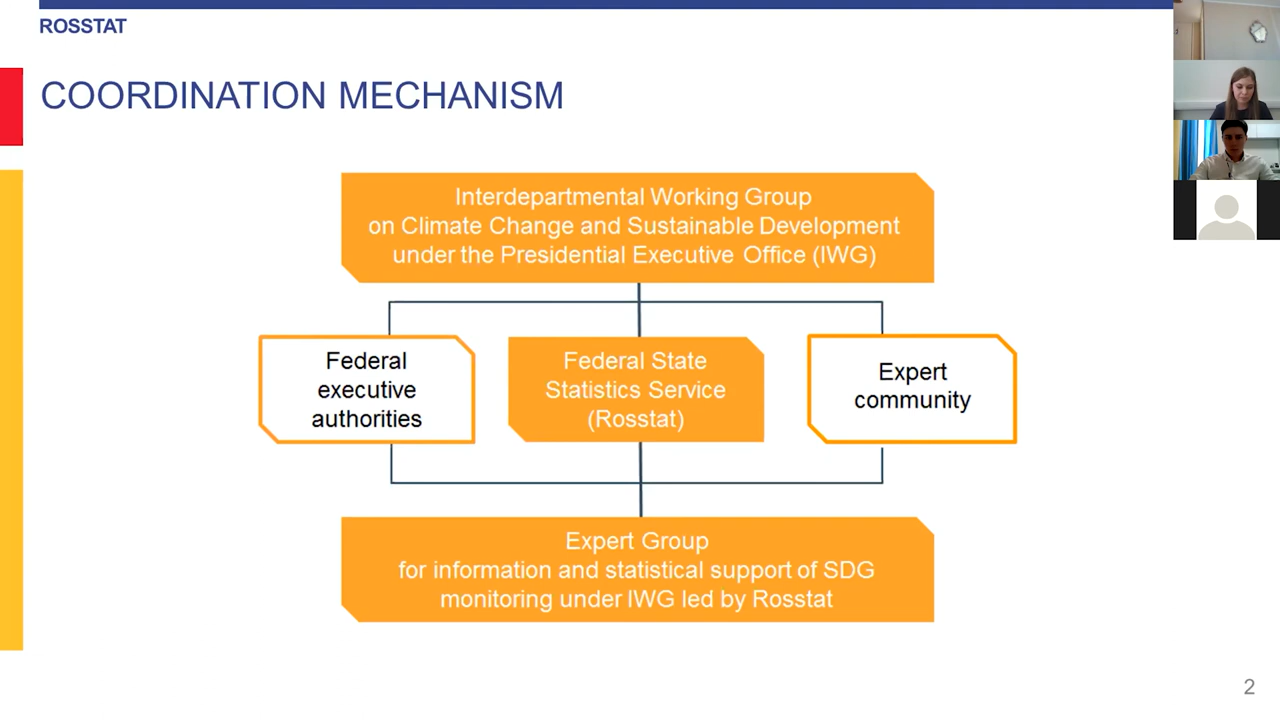 ROSSTAT
COORDINATION MECHANISM
Interdepartmental Working Group
on Climate Change and Sustainable Development
under the Presidential Executive Office (IWG)
Federal
executive
authorities
Federal State
Statistics Service
(Rosstat)
Expert
community
Expert Group
for information and statistical support of SDG
monitoring under IWG led by Rosstat
2